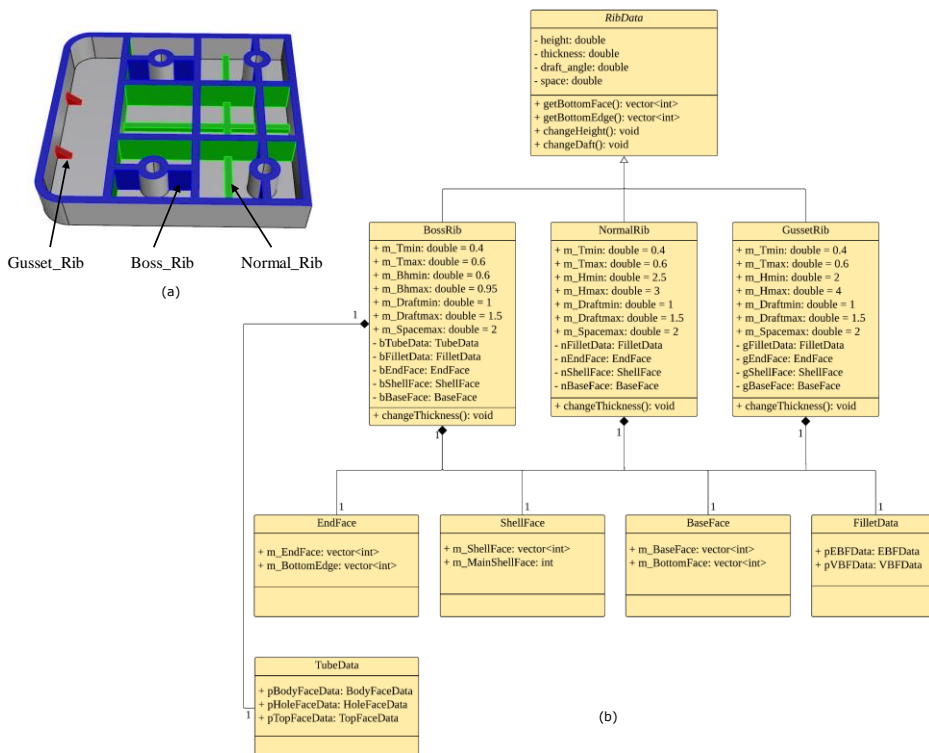 Gusset_Rib Boss_Rib Normal_Rib
(a)
RibData
- height: double
- thickness: double
- draft_angle: double
- space: double
+ getBottomFace(): vector<int>
+ getBottomEdge(): vector<int>
+ changeHeight(): void
+ changeDaft(): void
BossRib
+ m_Tmin: double = 0.4
+ m_Tmax: double = 0.6
+ m_Bhmin: double = 0.6
+ m_Bhmax: double = 0.95
+ m_Draftmin: double = 1
+ m_Draftmax: double = 1.5
+ m_Spacemax: double = 2
- bTubeData: TubeData
- bFilletData: FilletData
- bEndFace: EndFace
- bShellFace: ShellFace
- bBaseFace: BaseFace
+ changeThickness(): void
NormalRib
+ m_Tmin: double = 0.4
+ m_Tmax: double = 0.6
+ m_Hmin: double = 2.5
+ m_Hmax: double = 3
+ m_Draftmin: double = 1
+ m_Draftmax: double = 1.5
+ m_Spacemax: double = 2
- nFilletData: FilletData
- nEndFace: EndFace
- nShellFace: ShellFace
- nBaseFace: BaseFace
+ changeThickness(): void
GussetRib
+ m_Tmin: double = 0.4
+ m_Tmax: double = 0.6
+ m_Hmin: double = 2
+ m_Hmax: double = 4
+ m_Draftmin: double = 1
+ m_Draftmax: double = 1.5
+ m_Spacemax: double = 2
- gFilletData: FilletData
- gEndFace: EndFace
- gShellFace: ShellFace
- gBaseFace: BaseFace
+ changeThickness(): void
1
1 1 1
1 1 1 1
EndFace
+ m_EndFace: vector<int>
+ m_BottomEdge: vector<int>
ShellFace
+ m_ShellFace: vector<int>
+ m_MainShellFace: int
BaseFace
+ m_BaseFace: vector<int>
+ m_BottomFace: vector<int>
FilletData
+ pEBFData: EBFData
+ pVBFData: VBFData
TubeData
+ pBodyFaceData: BodyFaceData
+ pHoleFaceData: HoleFaceData
+ pTopFaceData: TopFaceData
1
(b)